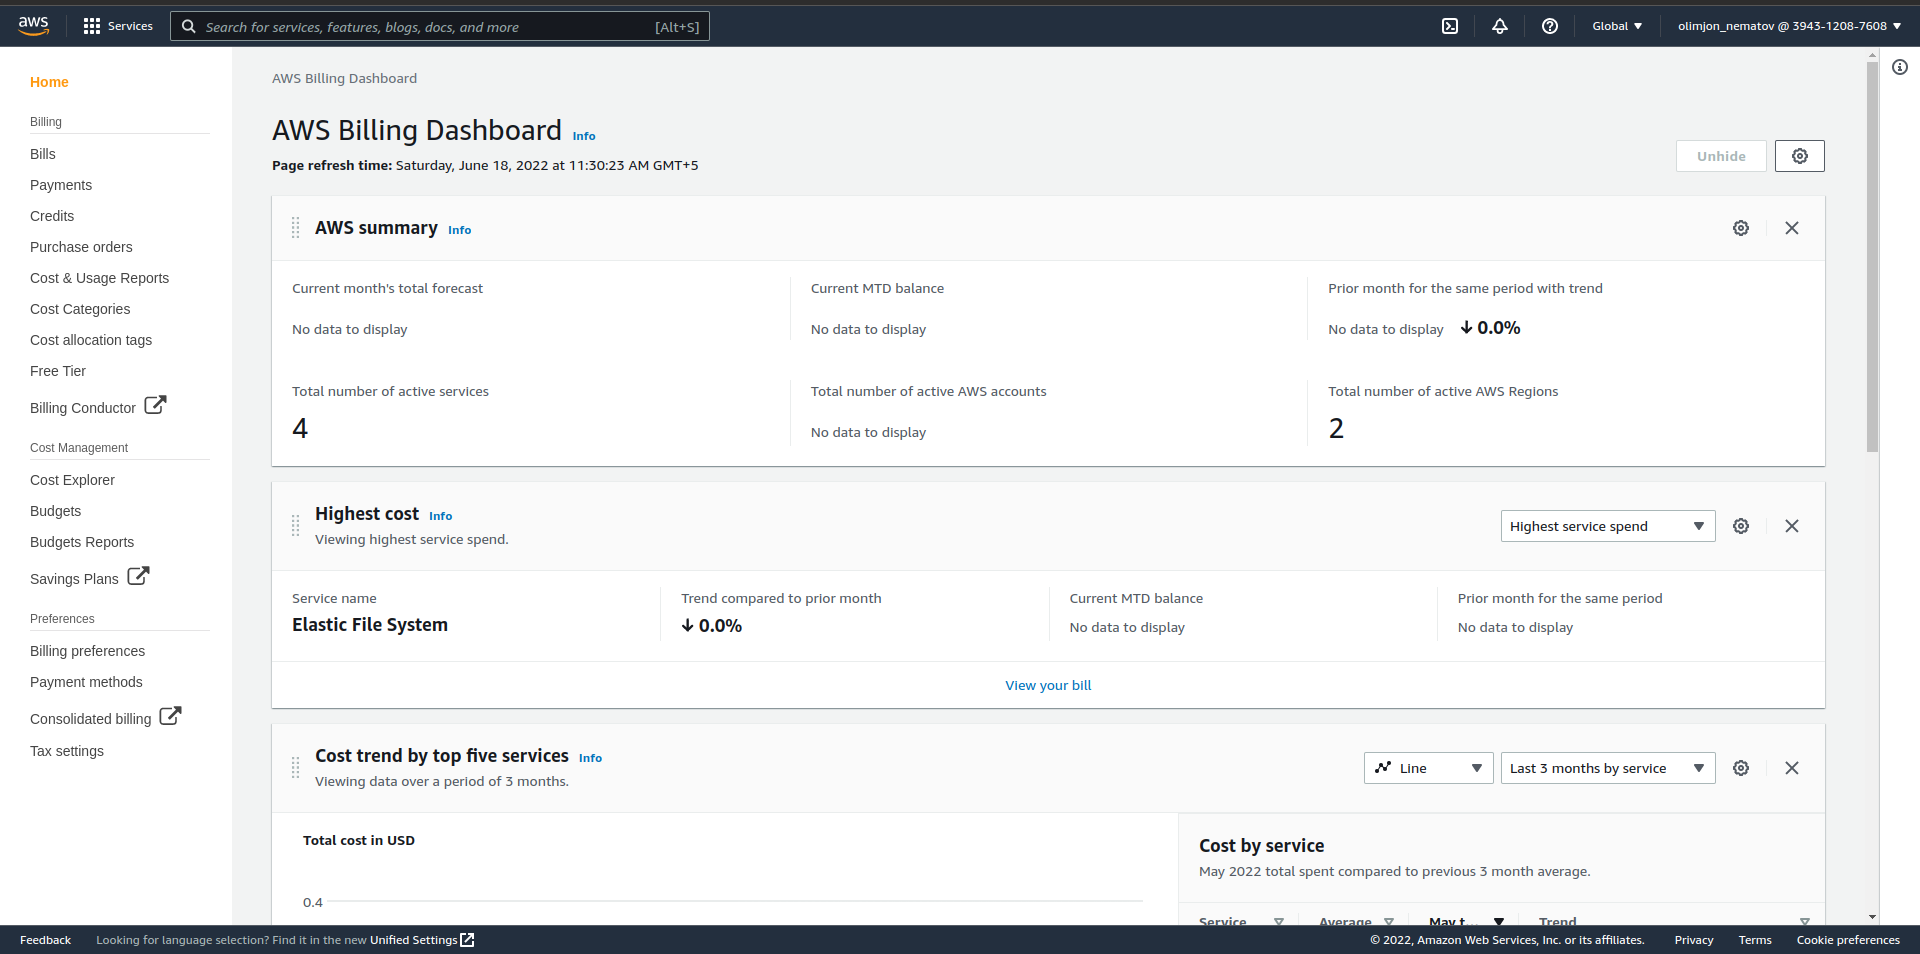 aws
Services
Search for services, features, blogs, docs, and more
[Alt+S]
Global
olimjon_nematov @ 3943-1208-7608
Home
Billing
Bills
Payments
Credits
Purchase orders
Cost & Usage Reports
Cost Categories
Cost allocation tags
Free Tier
Billing Conductor
Cost Management
Cost Explorer
Budgets
Budgets Reports
Savings Plans
Preferences
Billing preferences
Payment methods
Consolidated billing
Tax settings
AWS Billing Dashboard
AWS Billing Dashboard Info
Page refresh time: Saturday, June 18, 2022 at 11:30:23 AM GMT+5
Unhide
AWS summary Info
Current month's total forecast
No data to display
Current MTD balance
No data to display
Prior month for the same period with trend
No data to display 0.0%
Total number of active services
4
Total number of active AWS accounts
No data to display
Total number of active AWS Regions
2
Highest cost Info
Viewing highest service spend.
Highest service spend
Service name
Elastic File System
Trend compared to prior month
0.0%
Current MTD balance
No data to display
Prior month for the same period
No data to display
View your bill
Cost trend by top five services Info
Viewing data over a period of 3 months.
Line
Last 3 months by service
Total cost in USD
0.4
Cost by service
May 2022 total spent compared to previous 3 month average.
Service Average May t... Trend
Feedback
Looking for language selection? Find it in the new Unified Settings
© 2022, Amazon Web Services, Inc. or its affiliates.
Privacy
Terms
Cookie preferences